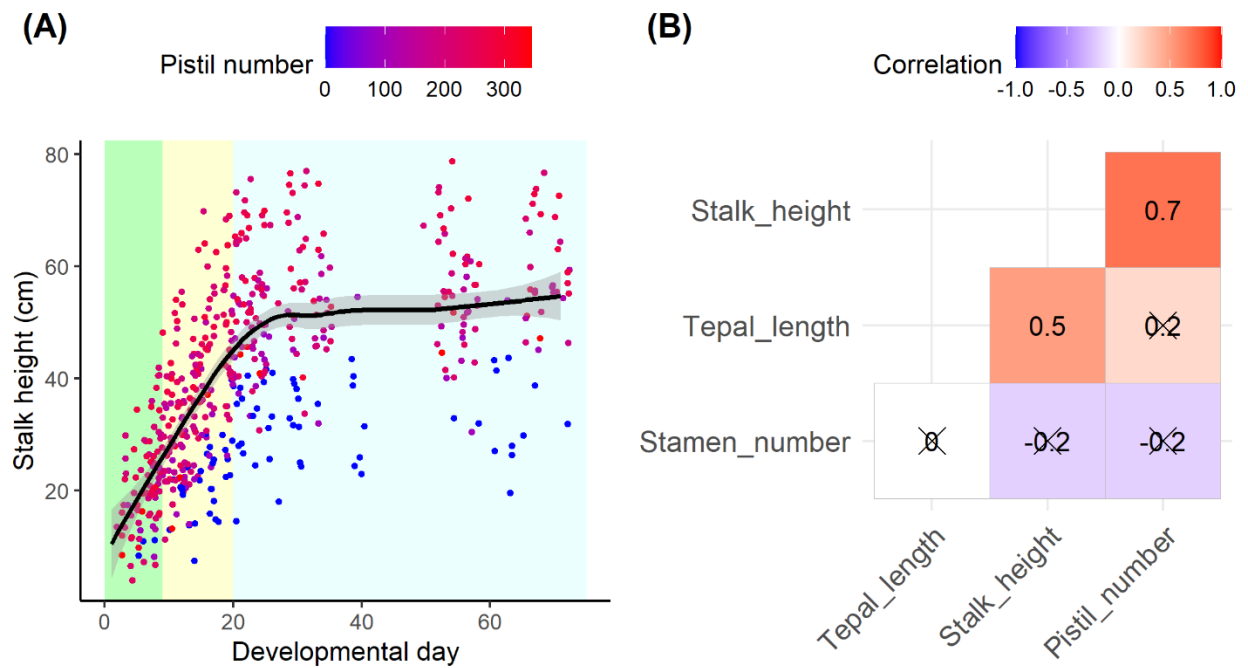 (A)
Pistil number
0 100 200 300
Stalk height (cm)
80
60
40
20
0 20 40 60
Developmental day
(B)
Correlation
-1.0 -0.5 0.0 0.5 1.0
Stalk_height
0.7
Tepal_length
0.5 0.2
Stamen_number
0 -0.2 -0.2
Tepal_length
Stalk_height
Pistil_number